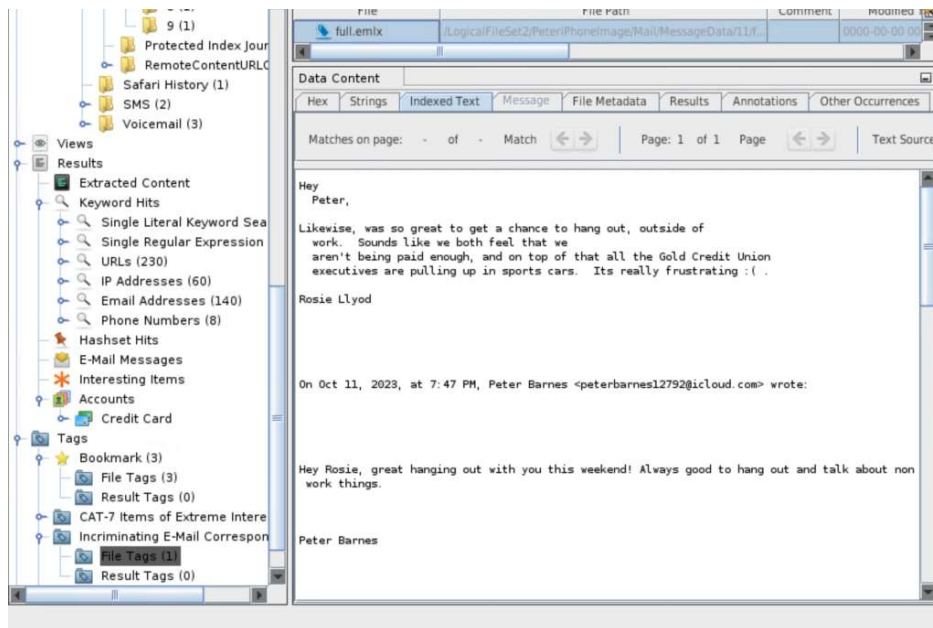 9 (1)
Protected Index Jour
RemoteContentURLC
Safari History (1)
SMS (2)
Voicemail (3)
Views
Results
Extracted Content
Keyword Hits
Single Literal Keyword Sea
Single Regular Expression
URLs (230)
IP Addresses (60)
Email Addresses (140)
Phone Numbers (8)
Hashset Hits
E-Mail Messages
Interesting Items
Accounts
Credit Card
Tags
Bookmark (3)
File Tags (3)
Result Tags (0)
CAT-7 Items of Extreme Intere
Incriminating E-Mail Correspon
File Tags (1)
Result Tags (0)
File File Path Comment Modified
full.emlx /LogicalFileSet2/PeteriPhoneImage/Mail/MessageData/11/f... 0000-00-00 00
Data Content
Hex Strings Indexed Text Message File Metadata Results Annotations Other Occurrences
Matches on page: - of - Match Page: 1 of 1 Page Text Source
Hey
Peter,
Likewise, was so great to get a chance to hang out, outside of
work. Sounds like we both feel that we
aren't being paid enough, and on top of that all the Gold Credit Union
executives are pulling up in sports cars. Its really frustrating :( .
Rosie Llyod
On Oct 11, 2023, at 7:47 PM, Peter Barnes <peterbarnes12792@icloud.com> wrote:
Hey Rosie, great hanging out with you this weekend! Always good to hang out and talk about non
work things.
Peter Barnes